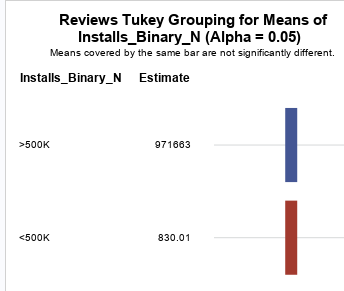 Reviews Tukey Grouping for Means of
Installs_Binary_N (Alpha = 0.05)
Means covered by the same bar are not significantly different.
Installs_Binary_N Estimate
>500K 971663
<500K 830.01